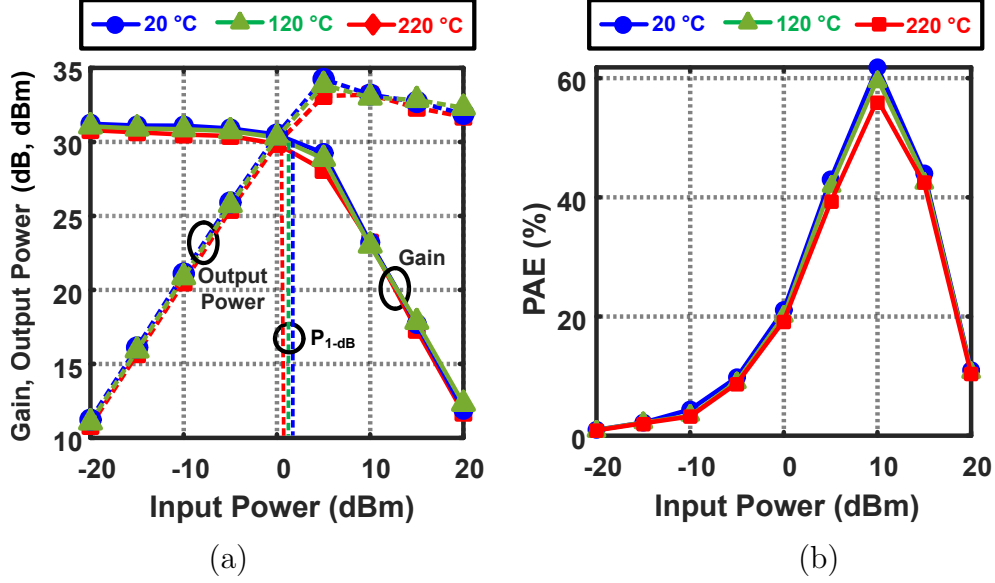 20 °C 120 °C 220 °C
Gain, Output Power (dB, dBm)
35
30
25
20
15
10
Output
Power
Gain
P1-dB
-20 -10 0 10 20
Input Power (dBm)
(a)
20 °C 120 °C 220 °C
PAE (%)
60
40
20
0
-20 -10 0 10 20
Input Power (dBm)
(b)